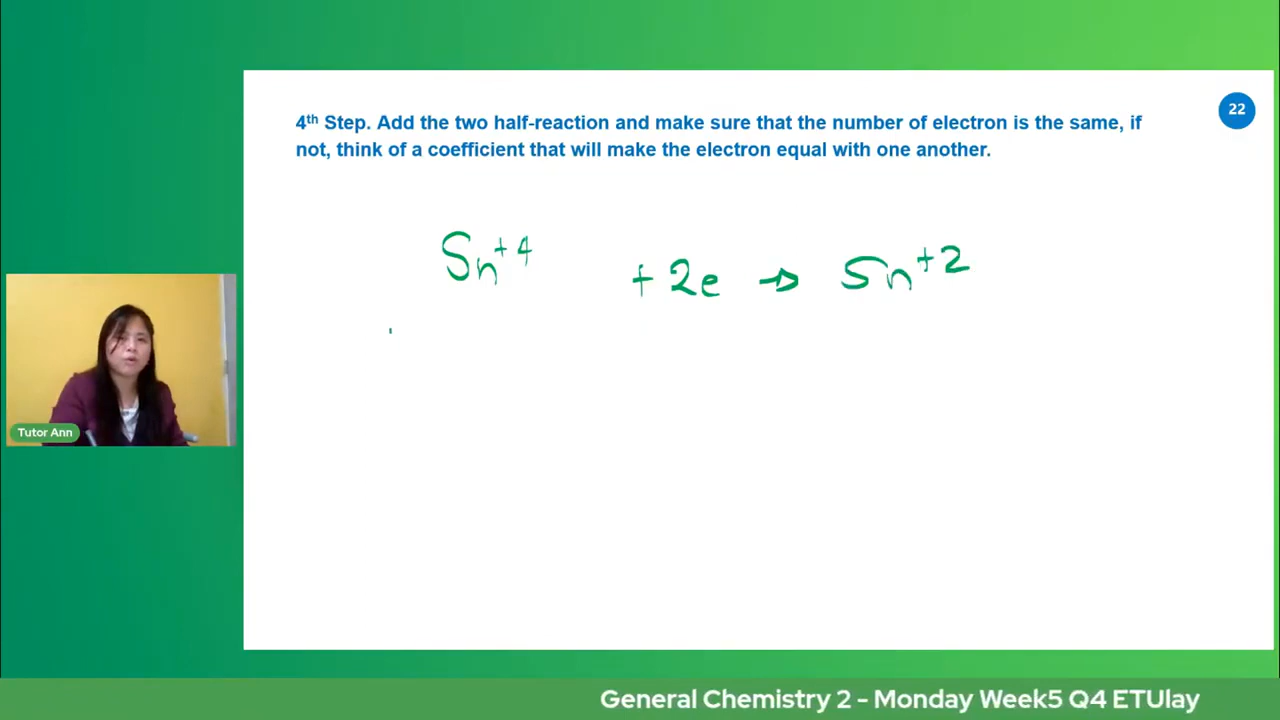 4th Step. Add the two half-reaction and make sure that the number of electron is the same, if
not, think of a coefficient that will make the electron equal with one another.
22
Sn+4 + 2e → Sn+2
Tutor Ann
General Chemistry 2 - Monday Week5 Q4 ETUlay